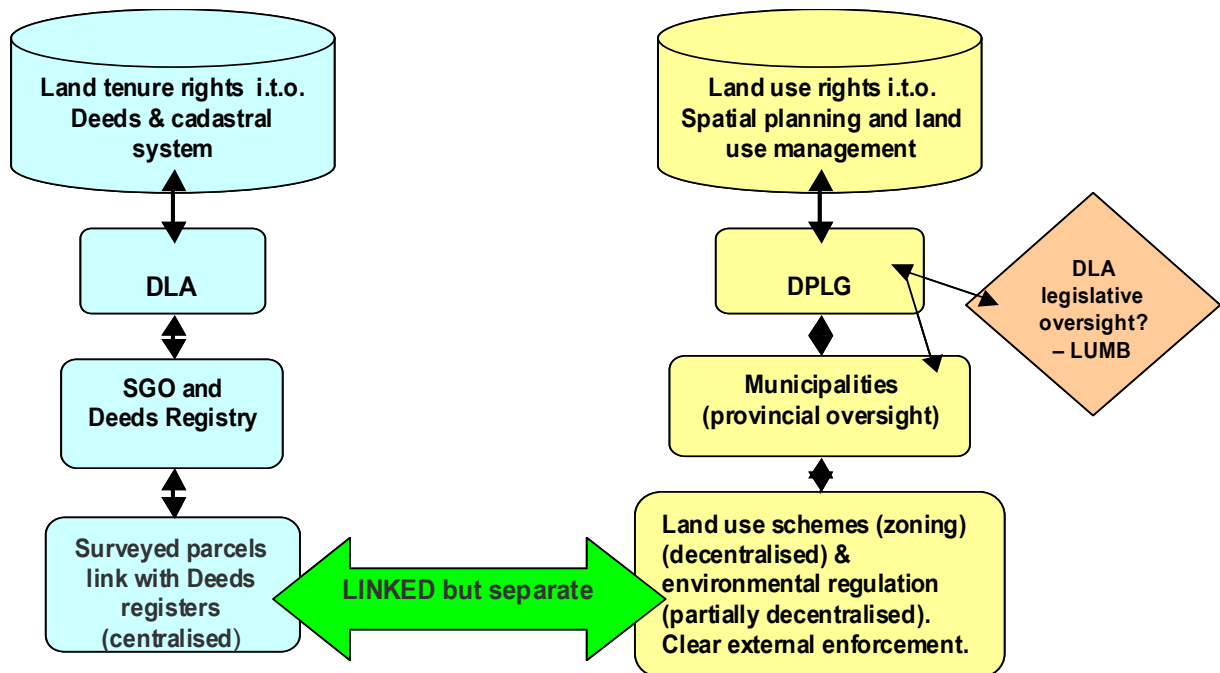 Land tenure rights i.t.o.
Deeds & cadastral
system
DLA
SGO and
Deeds Registry
Surveyed parcels
link with Deeds
registers
(centralised)
LINKED but separate
Land use rights i.t.o.
Spatial planning and land
use management
DPLG
DLA
legislative
oversight?
– LUMB
Municipalities
(provincial oversight)
Land use schemes (zoning)
(decentralised) &
environmental regulation
(partially decentralised).
Clear external enforcement.